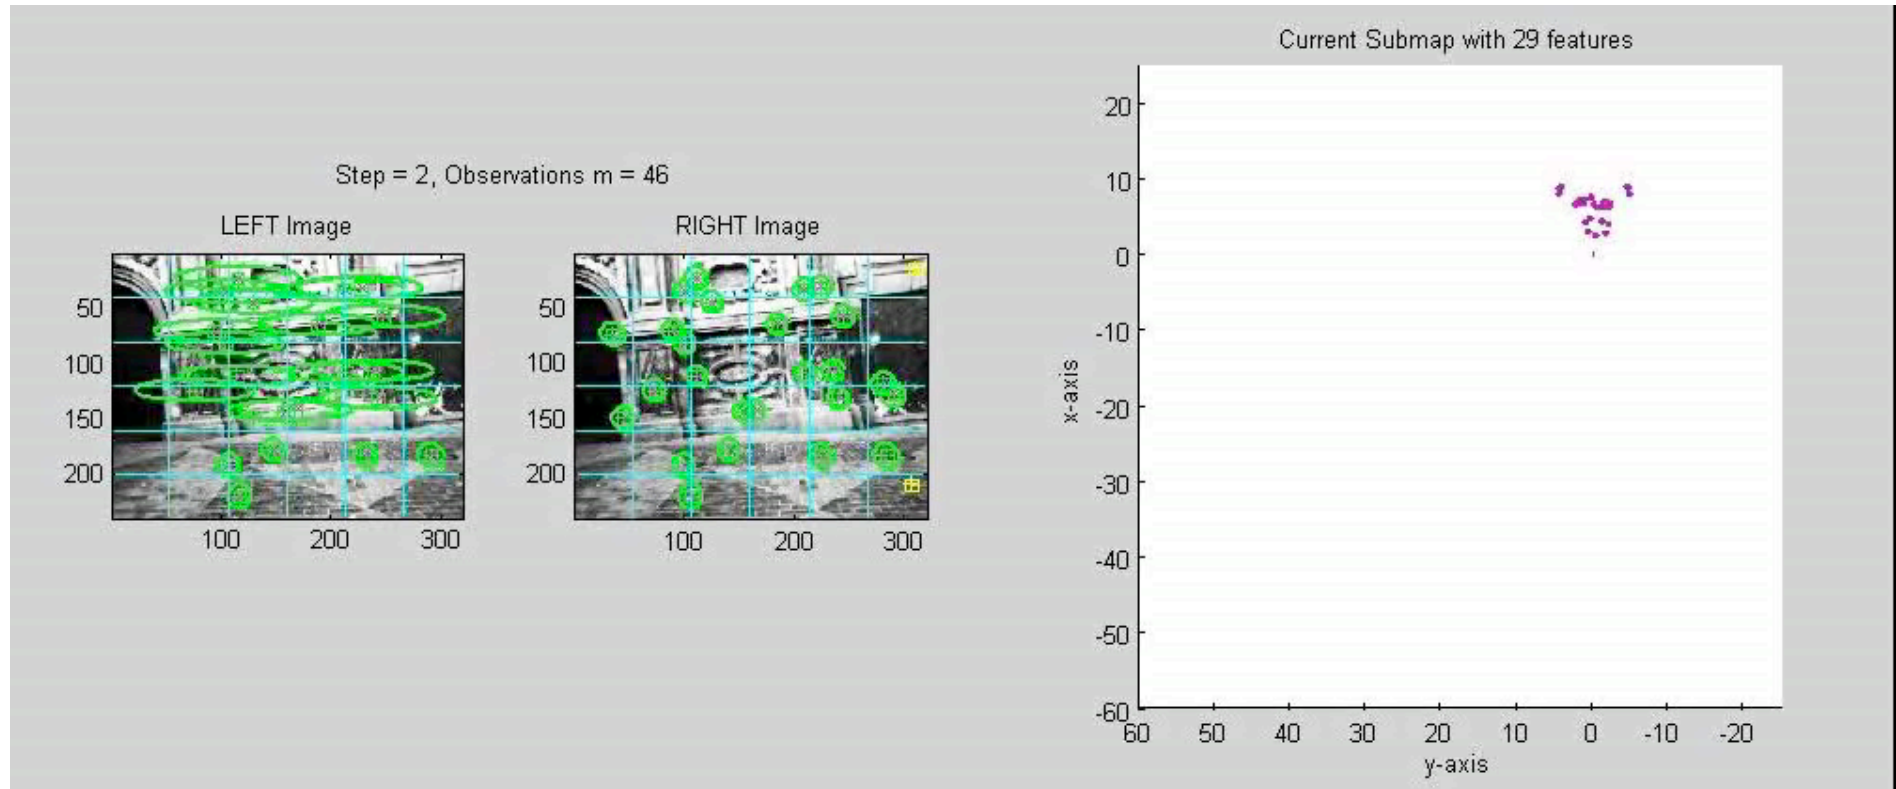 Step = 2, Observations m = 46
LEFT Image
50
100
150
200
100 200 300
RIGHT Image
50
100
150
200
100 200 300
Current Submap with 29 features
20
10
0
-10
-20
-30
-40
-50
-60
x-axis
60 50 40 30 20 10 0 -10 -20
y-axis